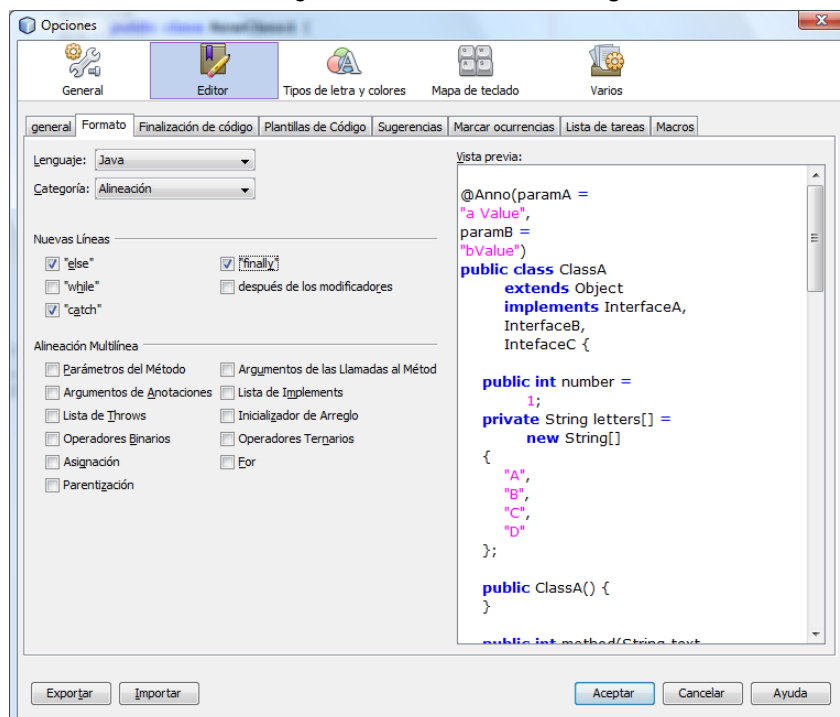 Opciones
General Editor Tipos de letra y colores Mapa de teclado Varios
general Formato Finalización de código Plantillas de Código Sugerencias Marcar ocurrencias Lista de tareas Macros
Lenguaje: Java
Categoría: Alineación
Nuevas Líneas
"else" "finally"
"while" después de los modificadores
"catch"
Alineación Multilínea
Parámetros del Método Argumentos de las Llamadas al Métod
Argumentos de Anotaciones Lista de Implements
Lista de Throws Inicializador de Arreglo
Operadores Binarios Operadores Ternarios
Asignación For
Parentización
Vista previa:
@Anno(paramA =
"a Value",
paramB =
"bValue")
public class ClassA
extends Object
implements InterfaceA,
InterfaceB,
IntefaceC {
public int number =
1;
private String letters[] =
new String[]
{
"A",
"B",
"C",
"D"
};
public ClassA() {
}
public int method(String text,
Exportar Importar Aceptar Cancelar Ayuda